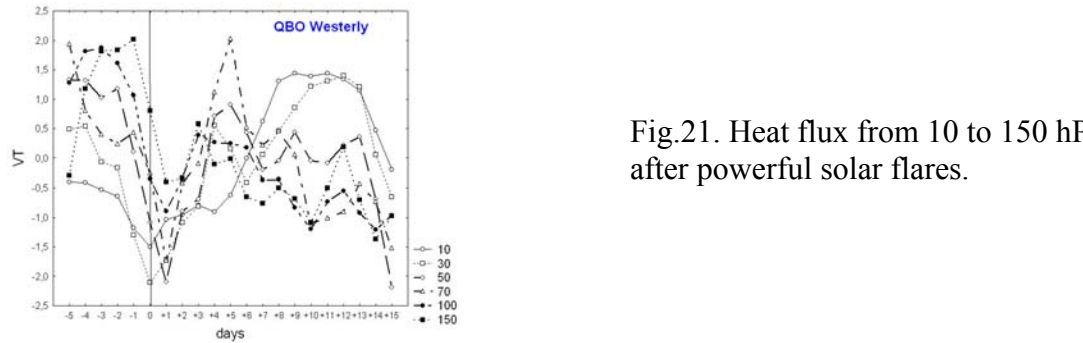 QBO Westerly
2,5
2,0
1,5
1,0
0,5
0,0
-0,5
-1,0
-1,5
-2,0
-2,5
VT
-5 -4 -3 -2 -1 0 +1 +2 +3 +4 +5 +6 +7 +8 +9 +10 +11 +12 +13 +14 +15
days
10
30
50
70
100
150
Fig.21. Heat flux from 10 to 150 hP
after powerful solar flares.